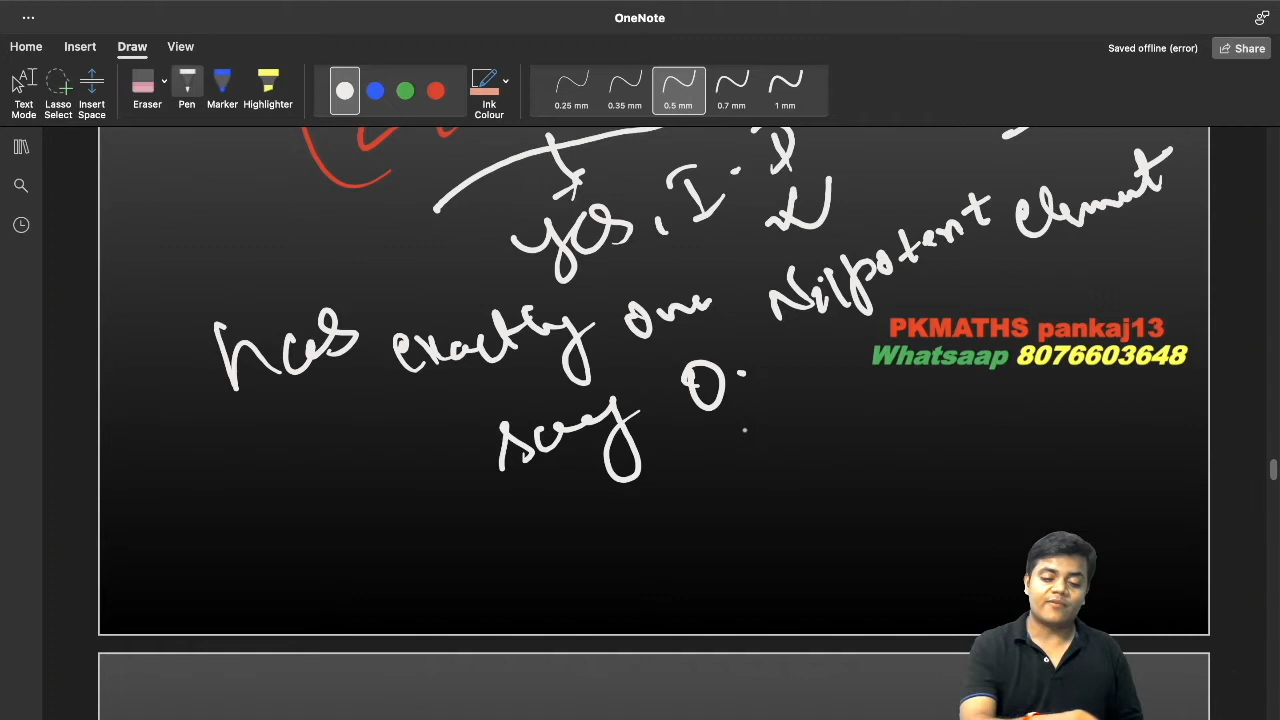 OneNote
Home Insert Draw View
Saved offline (error) Share
Text Mode Lasso Select Insert Space Eraser Pen Marker Highlighter Ink Colour 0.25 mm 0.35 mm 0.5 mm 0.7 mm 1 mm
yes, I.D
has exactly one Nilpotent element
PKMATHS pankaj13
Whatsaap 8076603648
say 0.